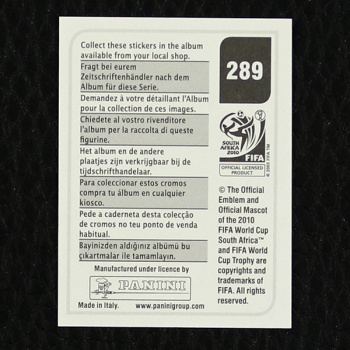 Collect these stickers in the album
available from your local shop.
Fragt bei eurem
Zeitschriftenhändler nach dem
Album für diese Serie.
Demandez à votre détaillant l'Album
pour la collection de ces images.
Chiedete al vostro rivenditore
l'album per la raccolta di queste
figurine.
Het album en de andere
plaatjes zijn verkrijgbaar bij de
tijdschrifthandelaar.
Para coleccionar estos cromos
compra tu álbum en cualquier
kiosco.
Pede a caderneta desta colecção
de cromos no teu ponto de venda
habitual.
Bayinizden aldığınız albümü bu
çıkartmalar ile tamamlayın.
Manufactured under licence by
PANINI
Made in Italy. www.paninigroup.com
289
SOUTH AFRICA
2010
FIFA
OFFICIAL LICENSED
PRODUCT
© 2005 FIFA TM
© The Official
Emblem and
Official Mascot
of the 2010
FIFA World Cup
South Africa™
and FIFA World
Cup Trophy are
copyrights and
trademarks of
FIFA. All rights
reserved.